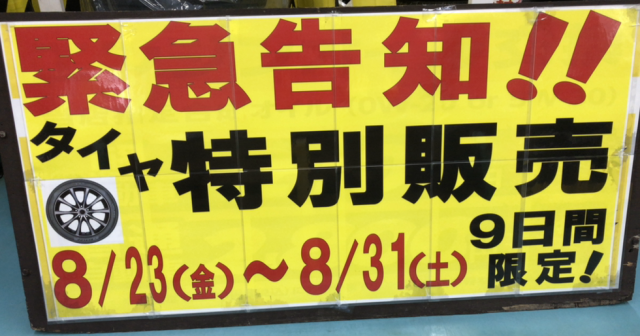 緊急告知!!
タイヤ特別販売
8/23(金)~8/31(土)
9日間
限定!